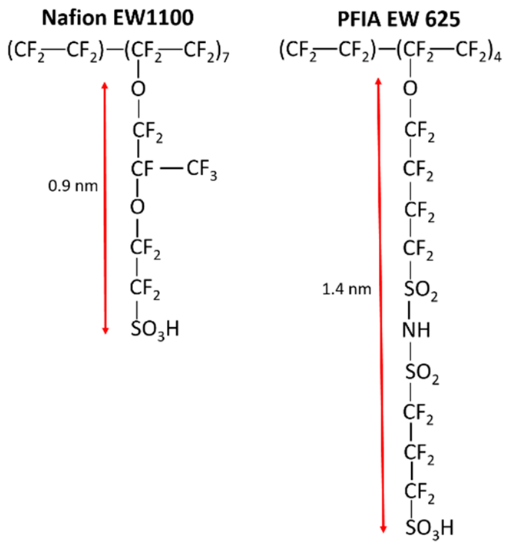 Nafion EW1100
(CF₂—CF₂)—(CF₂—CF₂)₇
O
CF₂
CF—CF₃
O
CF₂
CF₂
SO₃H
0.9 nm
PFIA EW 625
(CF₂—CF₂)—(CF₂—CF₂)₄
O
CF₂
CF₂
CF₂
CF₂
SO₂
NH
SO₂
CF₂
CF₂
CF₂
SO₃H
1.4 nm